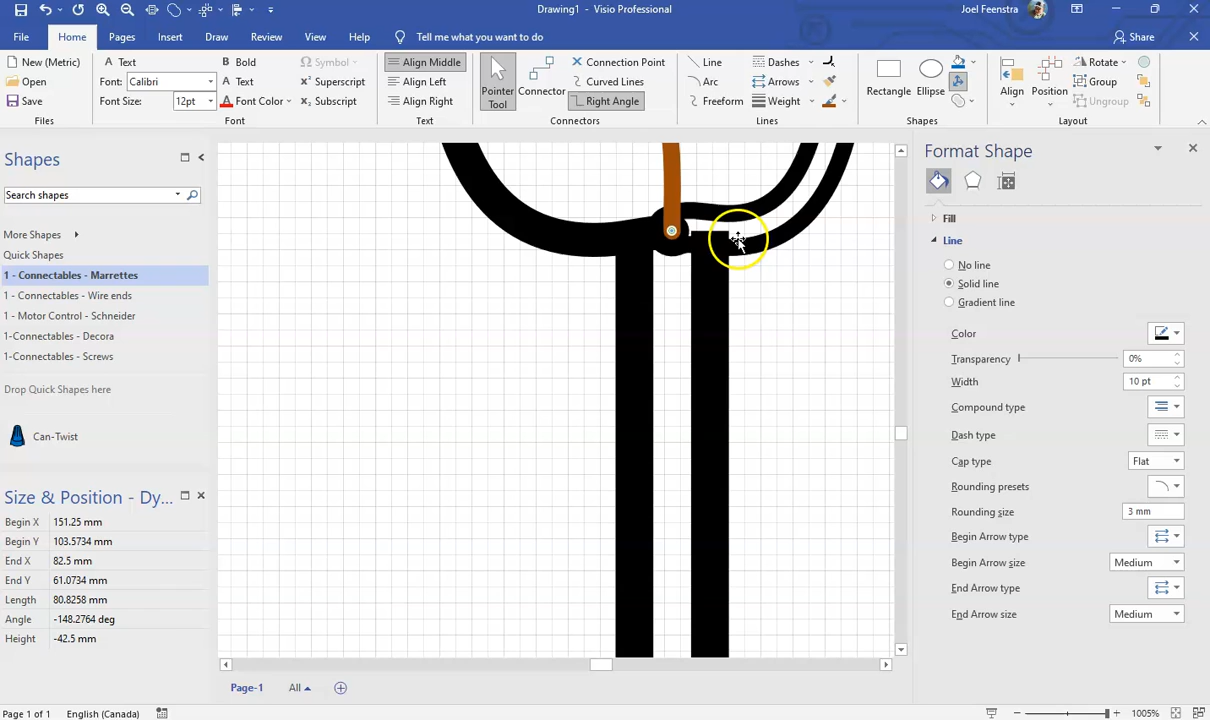 Drawing1 - Visio Professional
Joel Feenstra
File
Home
Pages
Insert
Draw
Review
View
Help
Tell me what you want to do
Share
New (Metric)
Open
Save
Files
Text
Font: Calibri
Font Size: 12pt
Bold
Text
Font Color
Symbol
Superscript
Subscript
Font
Align Middle
Align Left
Align Right
Text
Pointer Tool
Connector
Connection Point
Curved Lines
Right Angle
Connectors
Line
Arc
Freeform
Dashes
Arrows
Weight
Lines
Rectangle
Ellipse
Shapes
Align
Position
Rotate
Group
Ungroup
Layout
Shapes
Search shapes
More Shapes
Quick Shapes
1 - Connectables - Marrettes
1 - Connectables - Wire ends
1 - Motor Control - Schneider
1-Connectables - Decora
1-Connectables - Screws
Drop Quick Shapes here
Can-Twist
Size & Position - Dy...
Begin X 151.25 mm
Begin Y 103.5734 mm
End X 82.5 mm
End Y 61.0734 mm
Length 80.8258 mm
Angle -148.2764 deg
Height -42.5 mm
Format Shape
Fill
Line
No line
Solid line
Gradient line
Color
Transparency 0%
Width 10 pt
Compound type
Dash type
Cap type Flat
Rounding presets
Rounding size 3 mm
Begin Arrow type
Begin Arrow size Medium
End Arrow type
End Arrow size Medium
Page-1
All
Page 1 of 1
English (Canada)
1005%